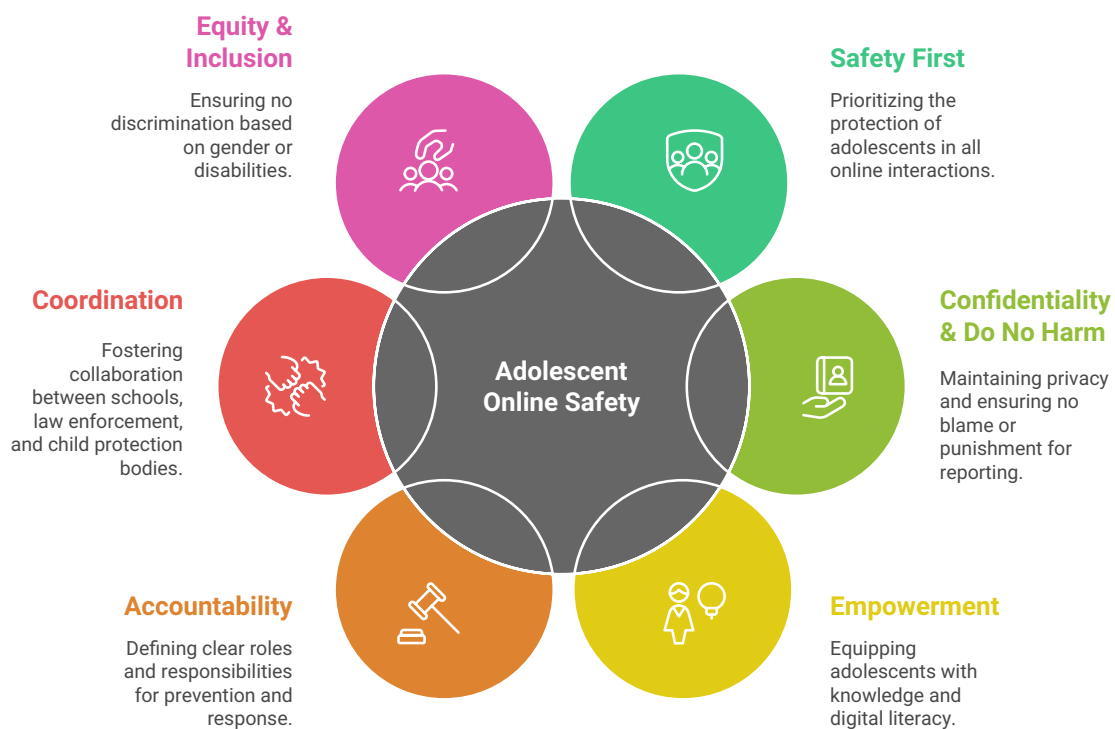 Equity &
Inclusion
Ensuring no
discrimination based
on gender or
disabilities.
Safety First
Prioritizing the
protection of
adolescents in all
online interactions.
Coordination
Fostering
collaboration
between schools,
law enforcement,
and child protection
bodies.
Adolescent
Online Safety
Confidentiality
& Do No Harm
Maintaining privacy
and ensuring no
blame or
punishment for
reporting.
Accountability
Defining clear roles
and responsibilities
for prevention and
response.
Empowerment
Equipping
adolescents with
knowledge and
digital literacy.